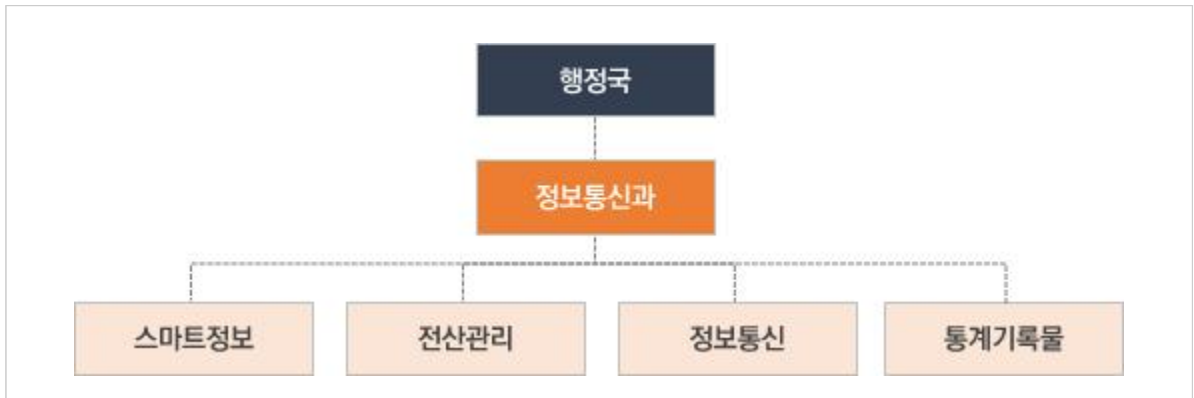 행정국
정보통신과
스마트정보
전산관리
정보통신
통계기록물